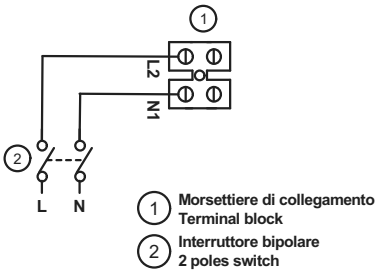 1
L2
N1
2
L N
1 Morsettiere di collegamento
Terminal block
2 Interruttore bipolare
2 poles switch